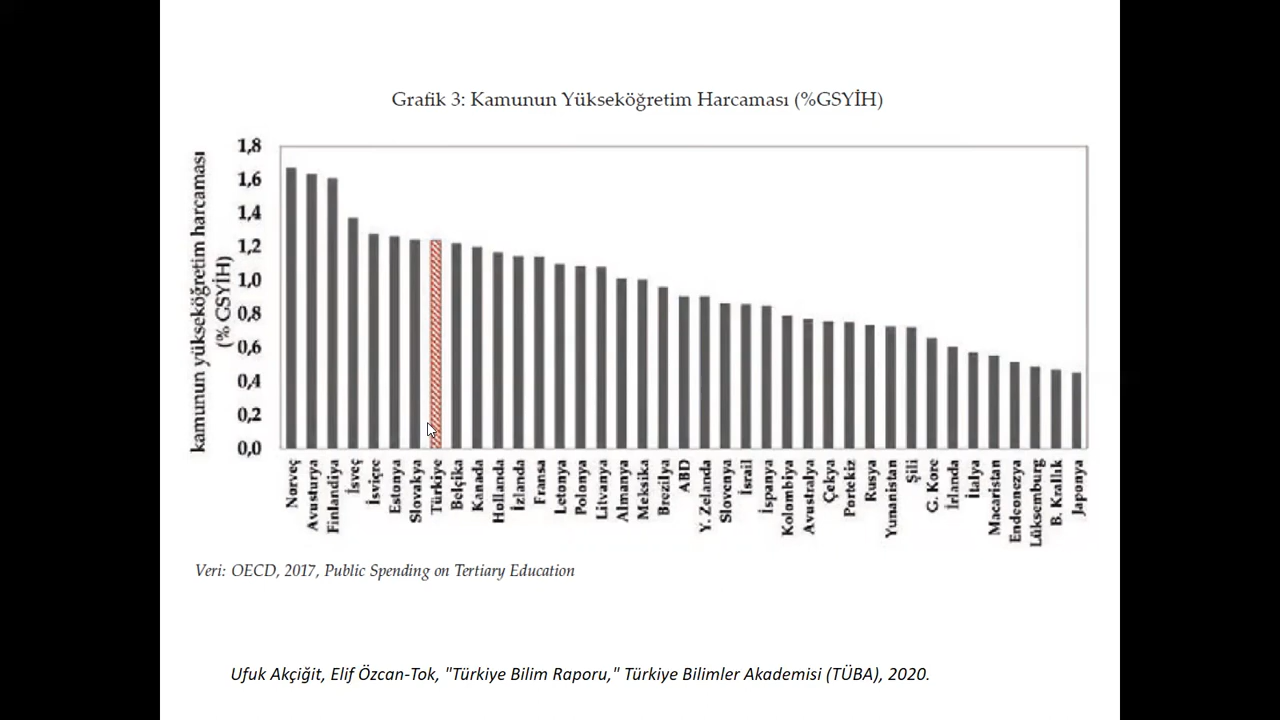 Grafik 3: Kamunun Yükseköğretim Harcaması (%GSYİH)
kamunun yükseköğretim harcaması
(% GSYİH)
1,8
1,6
1,4
1,2
1,0
0,8
0,6
0,4
0,2
0,0
Norveç
Avusturya
Finlandiya
İsveç
İsviçre
Estonya
Slovakya
Türkiye
Belçika
Kanada
Hollanda
İzlanda
Fransa
Letonya
Polonya
Litvanya
Almanya
Meksika
Brezilya
ABD
Y. Zelanda
Slovenya
İsrail
İspanya
Kolombiya
Avustralya
Çekya
Portekiz
Rusya
Yunanistan
Şili
G. Kore
İrlanda
İtalya
Macaristan
Endonezya
Lüksemburg
B. Krallık
Japonya
Veri: OECD, 2017, Public Spending on Tertiary Education
Ufuk Akçiğit, Elif Özcan-Tok, "Türkiye Bilim Raporu," Türkiye Bilimler Akademisi (TÜBA), 2020.